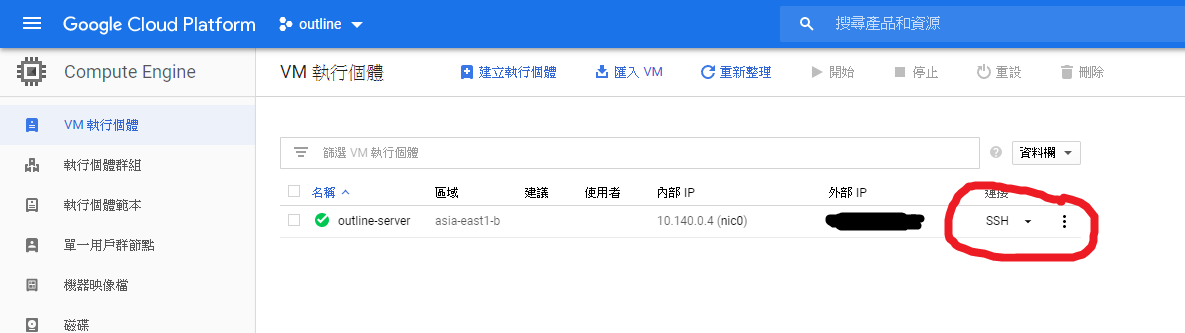 Google Cloud Platform outline 搜尋產品和資源
Compute Engine VM 執行個體 建立執行個體 匯入 VM 重新整理 開始 停止 重設 刪除
VM 執行個體
執行個體群組
執行個體範本
單一用戶群節點
機器映像檔
磁碟
篩選 VM 執行個體 資料欄
名稱 區域 建議 使用者 內部 IP 外部 IP 連接
outline-server asia-east1-b 10.140.0.4 (nic0) SSH